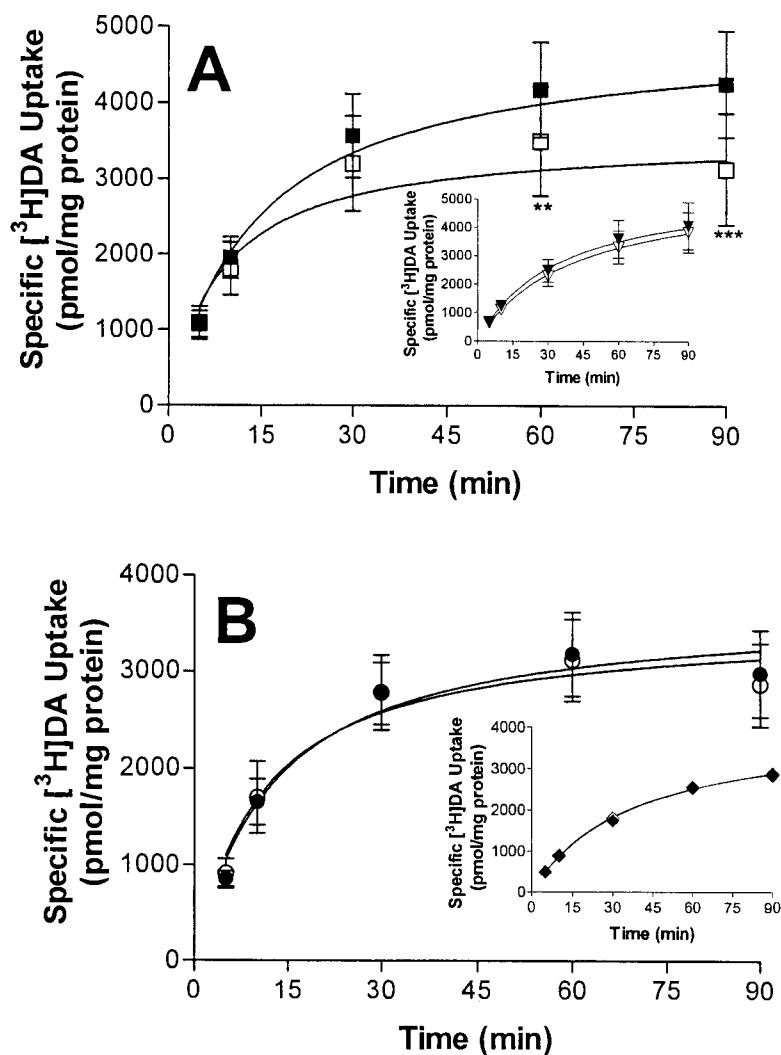 A
Specific [³H]DA Uptake
(pmol/mg protein)
5000
4000
3000
2000
1000
0
0 15 30 45 60 75 90
Time (min)
**
***
Specific [³H]DA Uptake
(pmol/mg protein)
5000
4000
3000
2000
1000
0
0 15 30 45 60 75 90
Time (min)
B
Specific [³H]DA Uptake
(pmol/mg protein)
4000
3000
2000
1000
0
0 15 30 45 60 75 90
Time (min)
Specific [³H]DA Uptake
(pmol/mg protein)
4000
3000
2000
1000
0
0 15 30 45 60 75 90
Time (min)